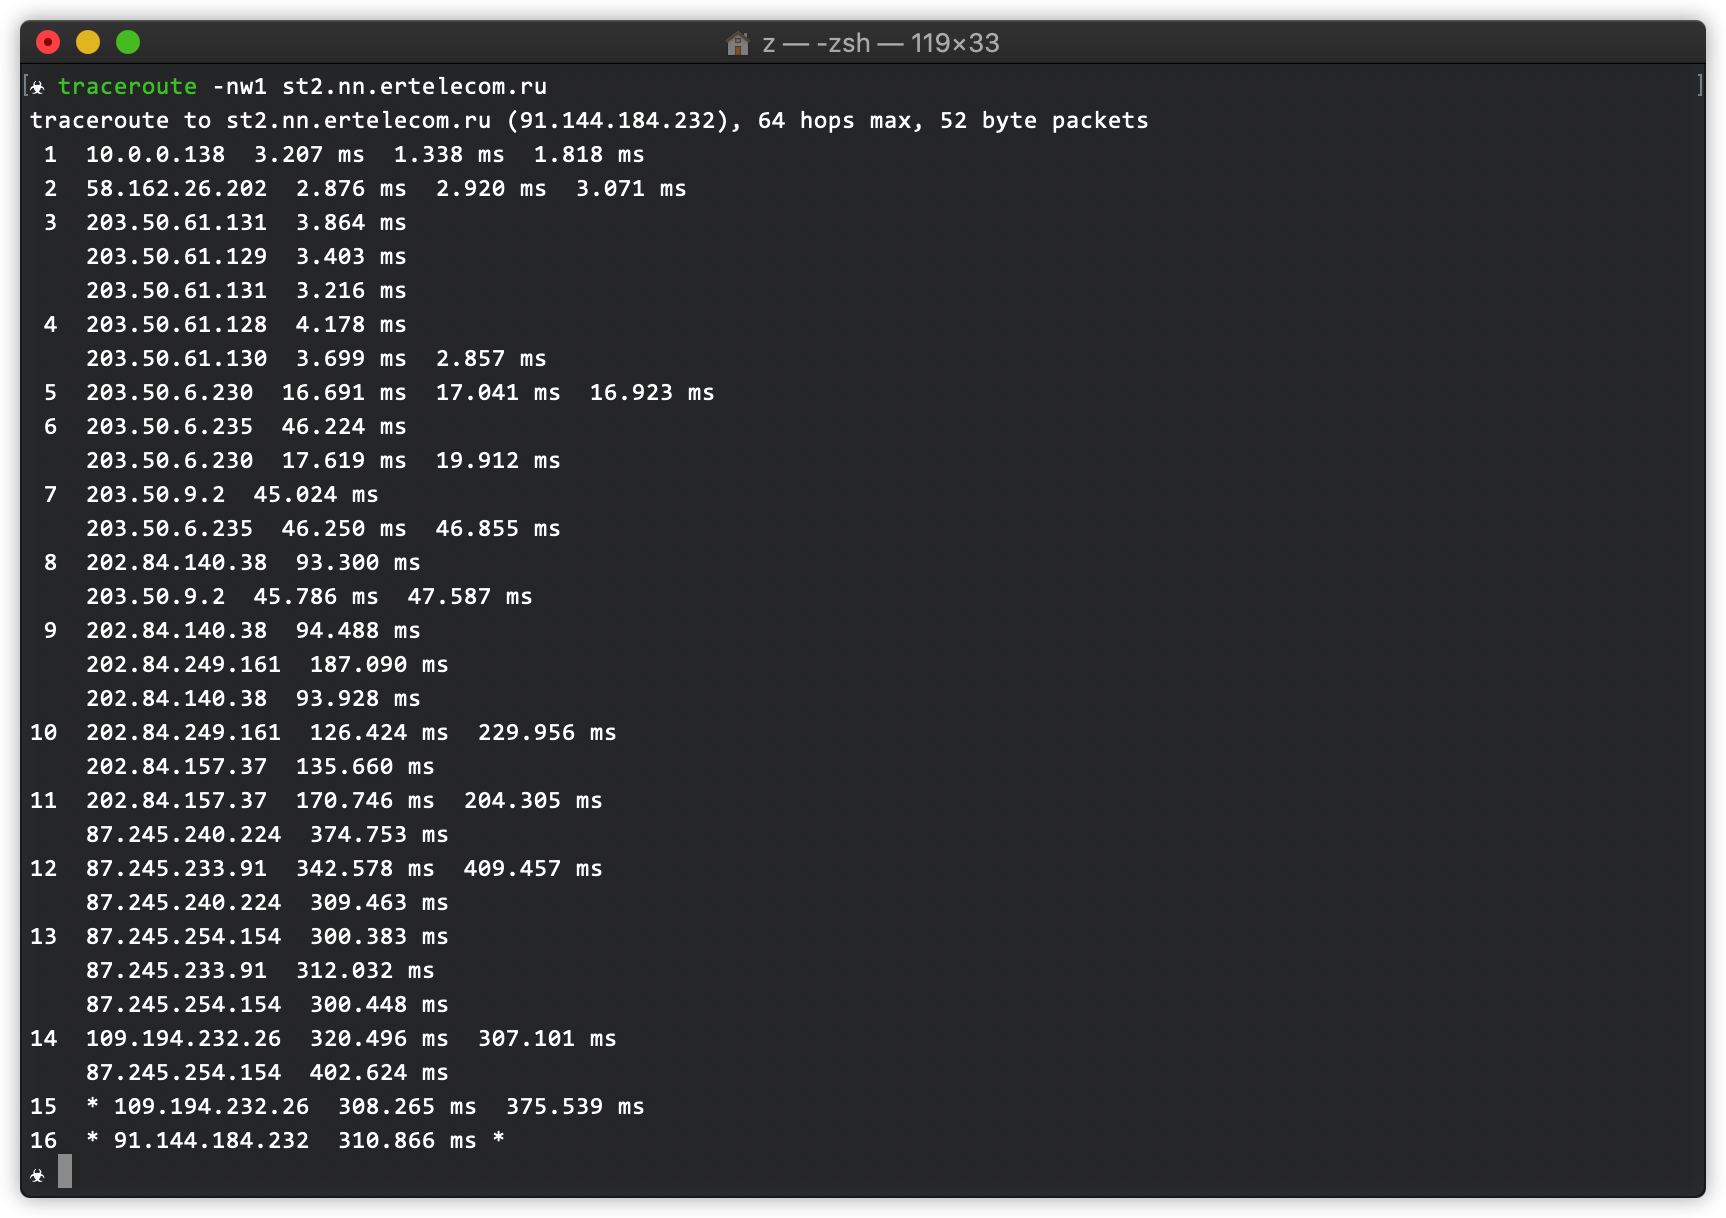 z — -zsh — 119×33
[☣ traceroute -nw1 st2.nn.ertelecom.ru ]
traceroute to st2.nn.ertelecom.ru (91.144.184.232), 64 hops max, 52 byte packets
 1  10.0.0.138  3.207 ms  1.338 ms  1.818 ms
 2  58.162.26.202  2.876 ms  2.920 ms  3.071 ms
 3  203.50.61.131  3.864 ms
    203.50.61.129  3.403 ms
    203.50.61.131  3.216 ms
 4  203.50.61.128  4.178 ms
    203.50.61.130  3.699 ms  2.857 ms
 5  203.50.6.230  16.691 ms  17.041 ms  16.923 ms
 6  203.50.6.235  46.224 ms
    203.50.6.230  17.619 ms  19.912 ms
 7  203.50.9.2  45.024 ms
    203.50.6.235  46.250 ms  46.855 ms
 8  202.84.140.38  93.300 ms
    203.50.9.2  45.786 ms  47.587 ms
 9  202.84.140.38  94.488 ms
    202.84.249.161  187.090 ms
    202.84.140.38  93.928 ms
10  202.84.249.161  126.424 ms  229.956 ms
    202.84.157.37  135.660 ms
11  202.84.157.37  170.746 ms  204.305 ms
    87.245.240.224  374.753 ms
12  87.245.233.91  342.578 ms  409.457 ms
    87.245.240.224  309.463 ms
13  87.245.254.154  300.383 ms
    87.245.233.91  312.032 ms
    87.245.254.154  300.448 ms
14  109.194.232.26  320.496 ms  307.101 ms
    87.245.254.154  402.624 ms
15  * 109.194.232.26  308.265 ms  375.539 ms
16  * 91.144.184.232  310.866 ms *
☣